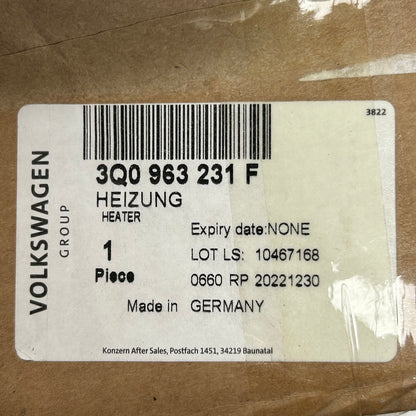 3822
VOLKSWAGEN
GROUP
3Q0 963 231 F
HEIZUNG
HEATER
Expiry date:NONE
1
LOT LS: 10467168
Piece
0660 RP 20221230
Made in GERMANY
Konzern After Sales, Postfach 1451, 34219 Baunatal